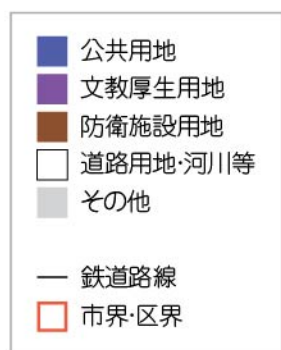 公共用地
文教厚生用地
防衛施設用地
道路用地・河川等
その他
鉄道路線
市界・区界